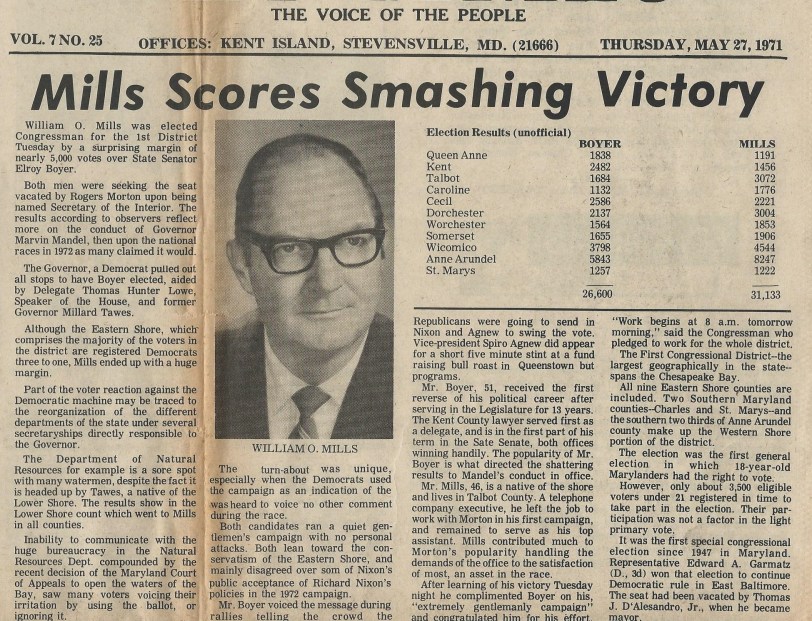 THE VOICE OF THE PEOPLE
VOL. 7 NO. 25
OFFICES: KENT ISLAND, STEVENSVILLE, MD. (21666)
THURSDAY, MAY 27, 1971
Mills Scores Smashing Victory
William O. Mills was elected
Congressman for the 1st District
Tuesday by a surprising margin of
nearly 5,000 votes over State Senator
Elroy Boyer.
Both men were seeking the seat
vacated by Rogers Morton upon being
named Secretary of the Interior. The
results according to observers reflect
more on the conduct of Governor
Marvin Mandel, then upon the national
races in 1972 as many claimed it would.
The Governor, a Democrat pulled out
all stops to have Boyer elected, aided
by Delegate Thomas Hunter Lowe,
Speaker of the House, and former
Governor Millard Tawes.
Although the Eastern Shore, which
comprises the majority of the voters in
the district are registered Democrats
three to one, Mills ended up with a huge
margin.
Part of the voter reaction against the
Democratic machine may be traced to
the reorganization of the different
departments of the state under several
secretaryships directly responsible to
the Governor.
The Department of Natural
Resources for example is a sore spot
with many watermen, despite the fact it
is headed up by Tawes, a native of the
Lower Shore. The results show in the
Lower Shore count which went to Mills
in all counties.
Inability to communicate with the
huge bureaucracy in the Natural
Resources Dept. compounded by the
recent decision of the Maryland Court
of Appeals to open the waters of the
Bay, saw many voters voicing their
irritation by using the ballot, or
ignoring it.
WILLIAM O. MILLS
The turn-about was unique,
especially when the Democrats used
the campaign as an indication of the
was heard to voice no other comment
during the race.
Both candidates ran a quiet gen-
tlemen's campaign with no personal
attacks. Both lean toward the con-
servatism of the Eastern Shore, and
mainly disagreed over som of Nixon's
public acceptance of Richard Nixon's
policies in the 1972 campaign.
Mr. Boyer voiced the message during
rallies telling the crowd the
Election Results (unofficial)
BOYER MILLS
Queen Anne 1838 1191
Kent 2482 1456
Talbot 1684 3072
Caroline 1132 1776
Cecil 2586 2221
Dorchester 2137 3004
Worchester 1564 1853
Somerset 1655 1906
Wicomico 3798 4544
Anne Arundel 5843 8247
St. Marys 1257 1222
26,600 31,133
Republicans were going to send in
Nixon and Agnew to swing the vote.
Vice-president Spiro Agnew did appear
for a short five minute stint at a fund
raising bull roast in Queenstown but
programs.
Mr. Boyer, 51, received the first
reverse of his political career after
serving in the Legislature for 13 years.
The Kent County lawyer served first as
a delegate, and is in the first part of his
term in the Sate Senate, both offices
winning handily. The popularity of Mr.
Boyer is what directed the shattering
results to Mandel's conduct in office.
Mr. Mills, 46, is a native of the shore
and lives in Talbot County. A telephone
company executive, he left the job to
work with Morton in his first campaign,
and remained to serve as his top
assistant. Mills contributed much to
Morton's popularity handling the
demands of the office to the satisfaction
of most, an asset in the race.
After learning of his victory Tuesday
night he complimented Boyer on his,
"extremely gentlemanly campaign"
and congratulated him for his effort.
"Work begins at 8 a.m. tomorrow
morning," said the Congressman who
pledged to work for the whole district.
The First Congressional District--the
largest geographically in the state--
spans the Chesapeake Bay.
All nine Eastern Shore counties are
included. Two Southern Maryland
counties--Charles and St. Marys--and
the southern two thirds of Anne Arundel
county make up the Western Shore
portion of the district.
The election was the first general
election in which 18-year-old
Marylanders had the right to vote.
However, only about 3,500 eligible
voters under 21 registered in time to
take part in the election. Their par-
ticipation was not a factor in the light
primary vote.
It was the first special congressional
election since 1947 in Maryland.
Representative Edward A. Garmatz
(D., 3d) won that election to continue
Democratic rule in East Baltimore.
The seat had been vacated by Thomas
J. D'Alesandro, Jr., when he became
mayor.